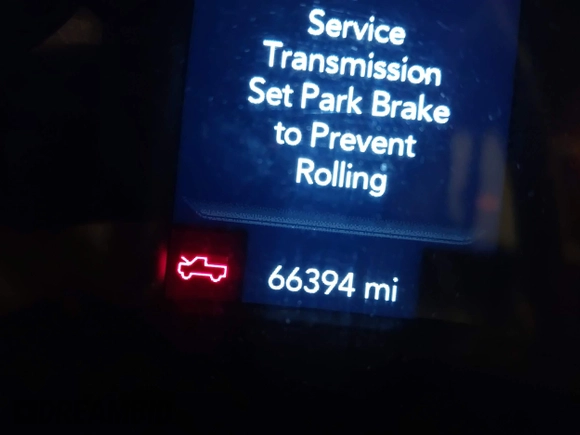 Service
Transmission
Set Park Brake
to Prevent
Rolling
66394 mi